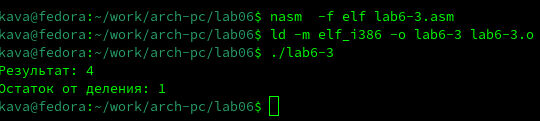 kava@fedora:~/work/arch-pc/lab06$ nasm  -f elf lab6-3.asm
kava@fedora:~/work/arch-pc/lab06$ ld -m elf_i386 -o lab6-3 lab6-3.o
kava@fedora:~/work/arch-pc/lab06$ ./lab6-3
Результат: 4
Остаток от деления: 1
kava@fedora:~/work/arch-pc/lab06$